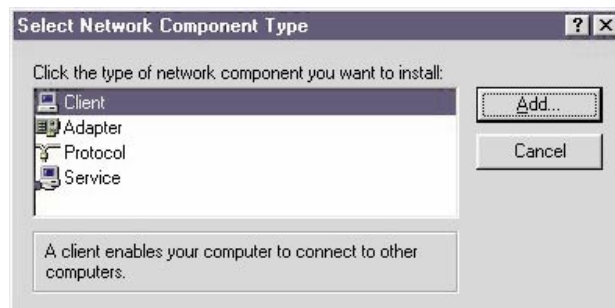 Select Network Component Type
Click the type of network component you want to install:
Client
Adapter
Protocol
Service
Add...
Cancel
A client enables your computer to connect to other
computers.